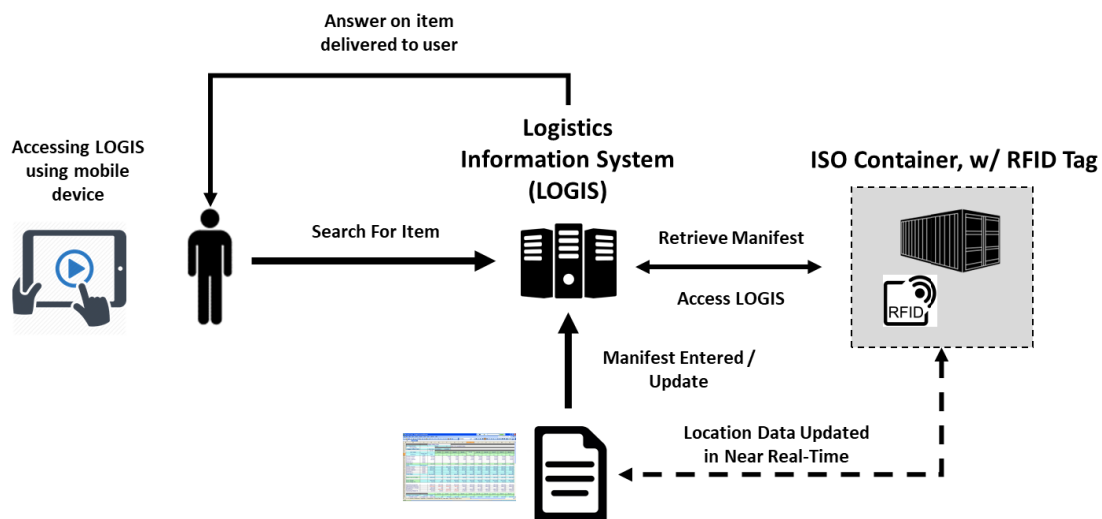 Answer on item
delivered to user
Logistics
Information System
(LOGIS)
Accessing LOGIS
using mobile
device
ISO Container, w/ RFID Tag
Search For Item
Retrieve Manifest
Access LOGIS
RFID
Manifest Entered /
Update
Location Data Updated
in Near Real-Time